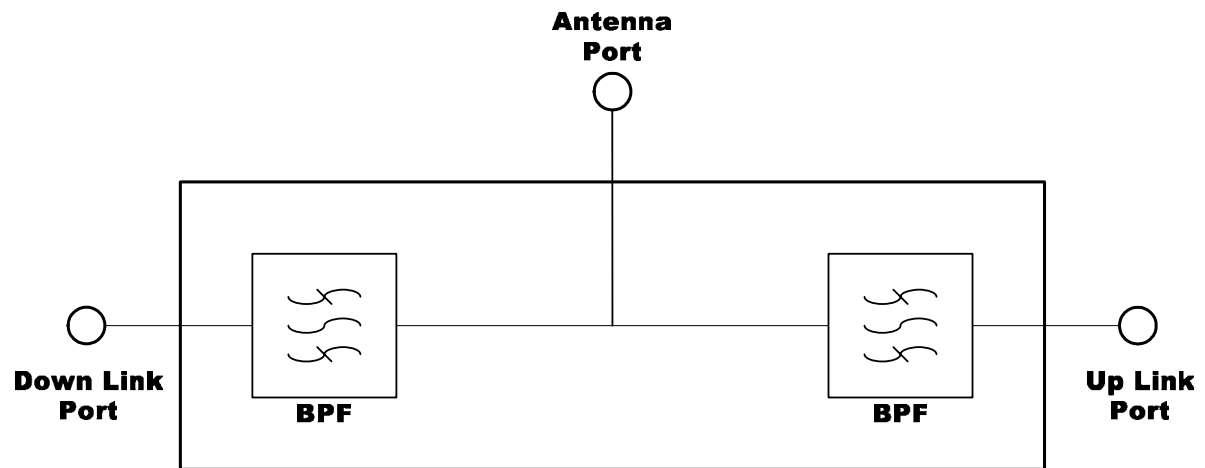 Antenna
Port
Down Link
Port
BPF
BPF
Up Link
Port